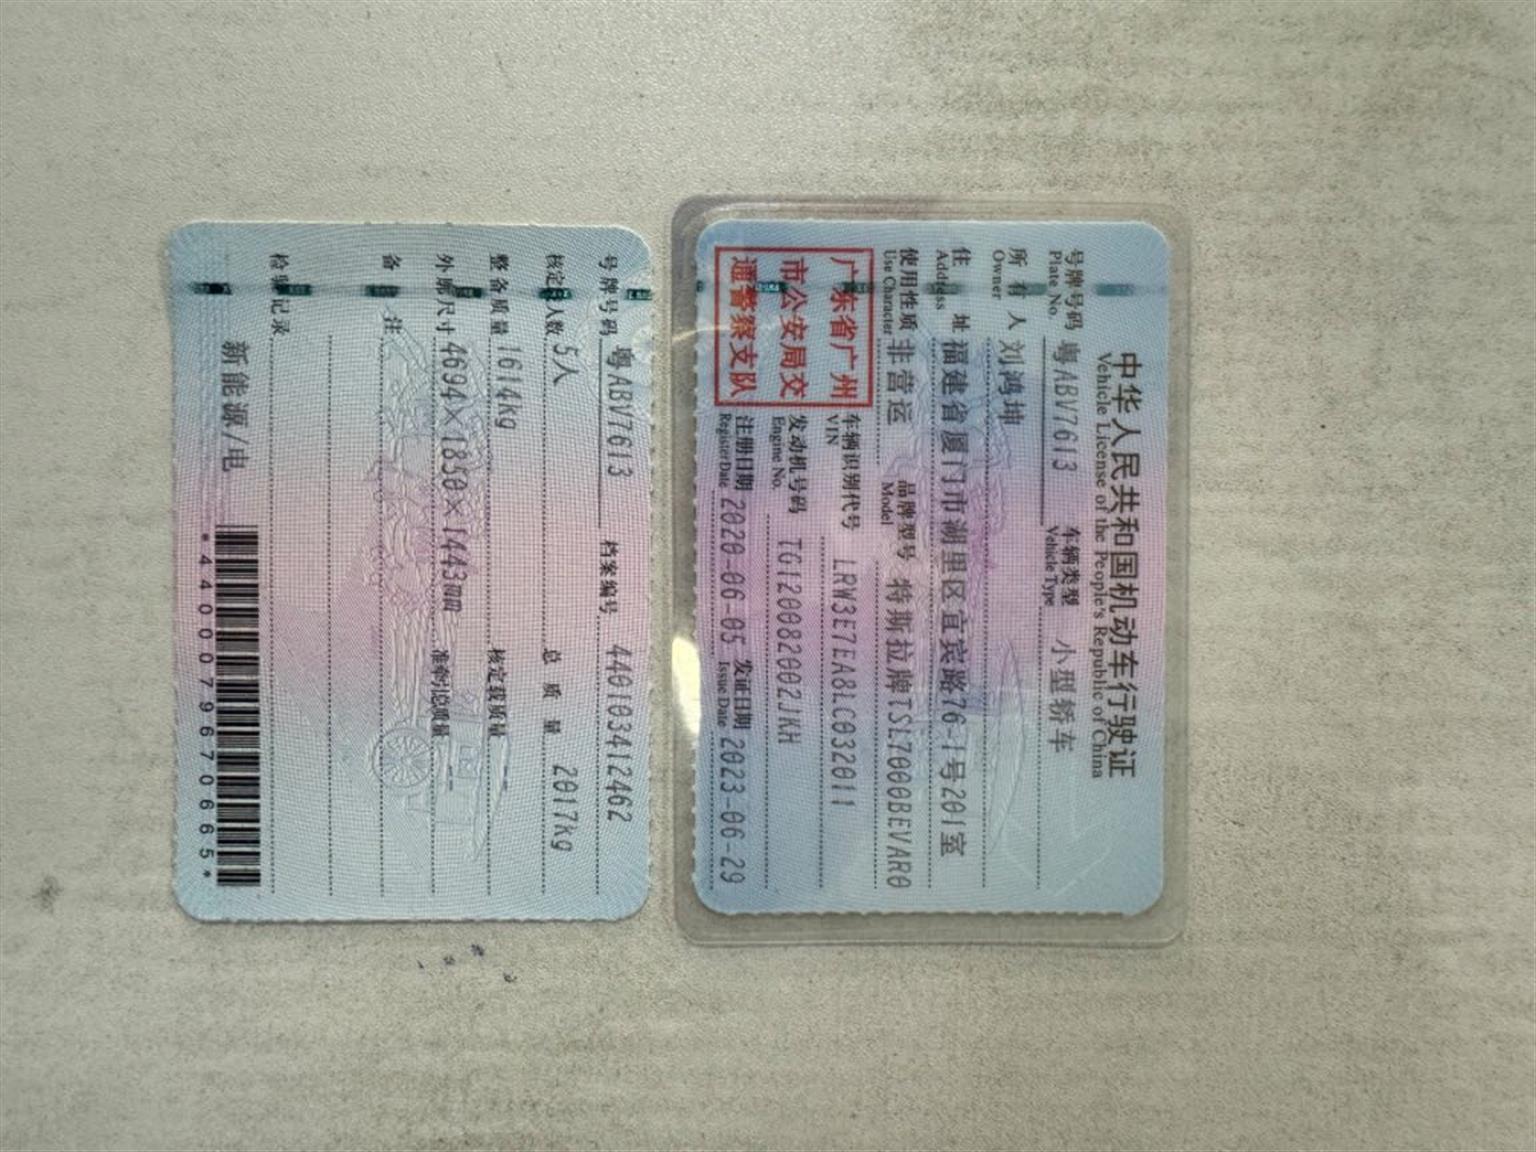 中华人民共和国机动车行驶证
Vehicle License of the People's Republic of China
号牌号码 粤ABV7613 车辆类型 小型轿车
Plate No. Vehicle Type
所有人 刘鸿坤
Owner
住址 福建省厦门市湖里区宜宾路76-1号201室
Address
使用性质 非营运 品牌型号 特斯拉牌TSL7000BEVAR0
Use Character Model
广东省广州市公安局交通警察支队
车辆识别代号 LRW3E7EA8LC032011
VIN
发动机号码 TG120082002JKH
Engine No.
注册日期 2020-06-05 发证日期 2023-06-29
Register Date Issue Date
号牌号码 粤ABV7613 档案编号 440103412462
核定载人数 5人 总质量 2017kg
整备质量 1614kg 核定载质量 --
外廓尺寸 4694×1850×1443mm 准牵引总质量 --
备注
检验记录
新能源/电
*4400079670665*